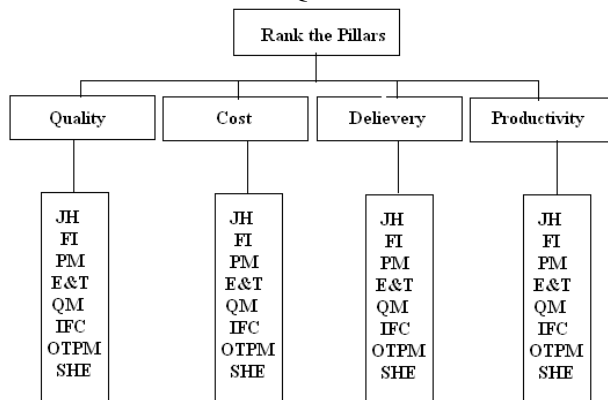 Rank the Pillars
Quality
Cost
Delievery
Productivity
JH
FI
PM
E&T
QM
IFC
OTPM
SHE
JH
FI
PM
E&T
QM
IFC
OTPM
SHE
JH
FI
PM
E&T
QM
IFC
OTPM
SHE
JH
FI
PM
E&T
QM
IFC
OTPM
SHE